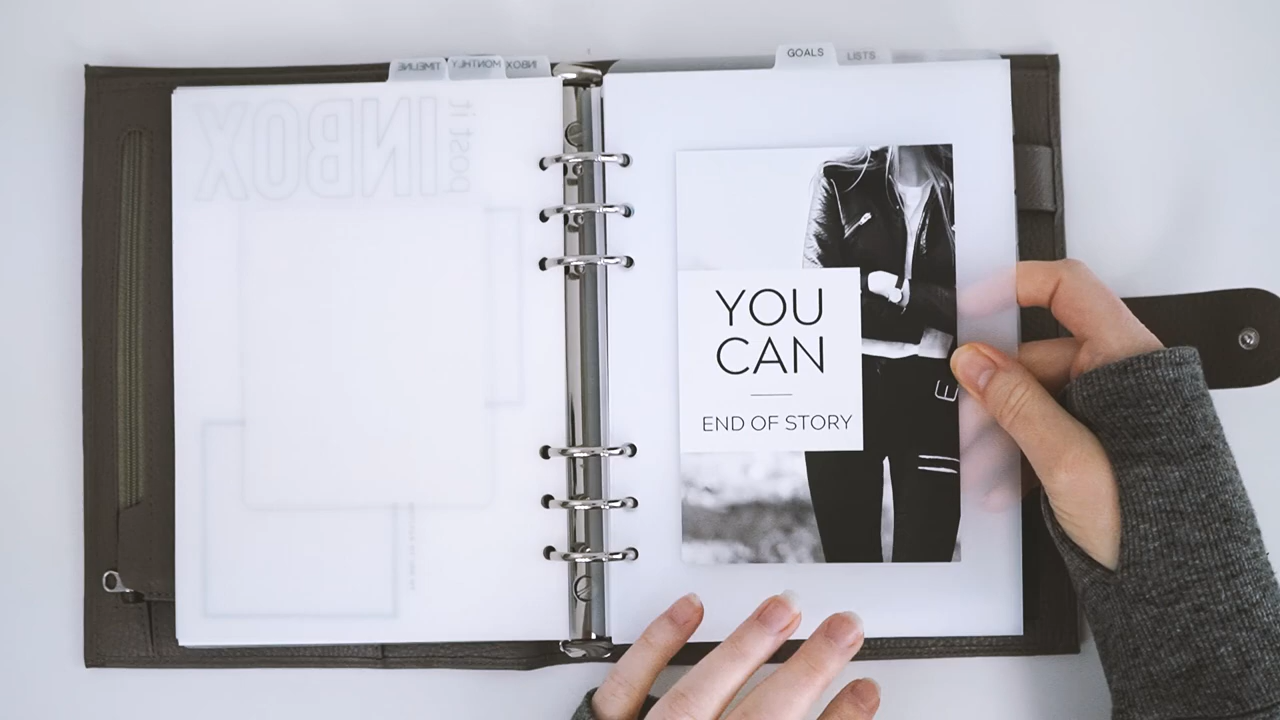 TIMELINE
MONTHLY
INBOX
GOALS
LISTS
INBOX
post it
YOU
CAN
END OF STORY